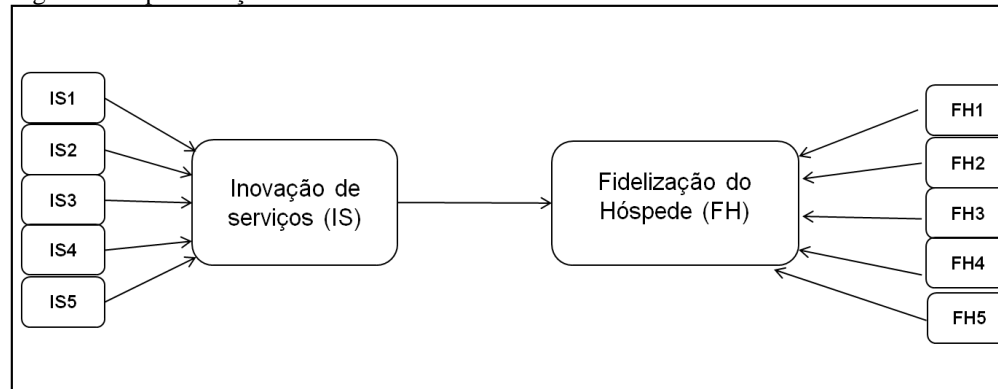 IS1
IS2
IS3
IS4
IS5
Inovação de
serviços (IS)
Fidelização do
Hóspede (FH)
FH1
FH2
FH3
FH4
FH5